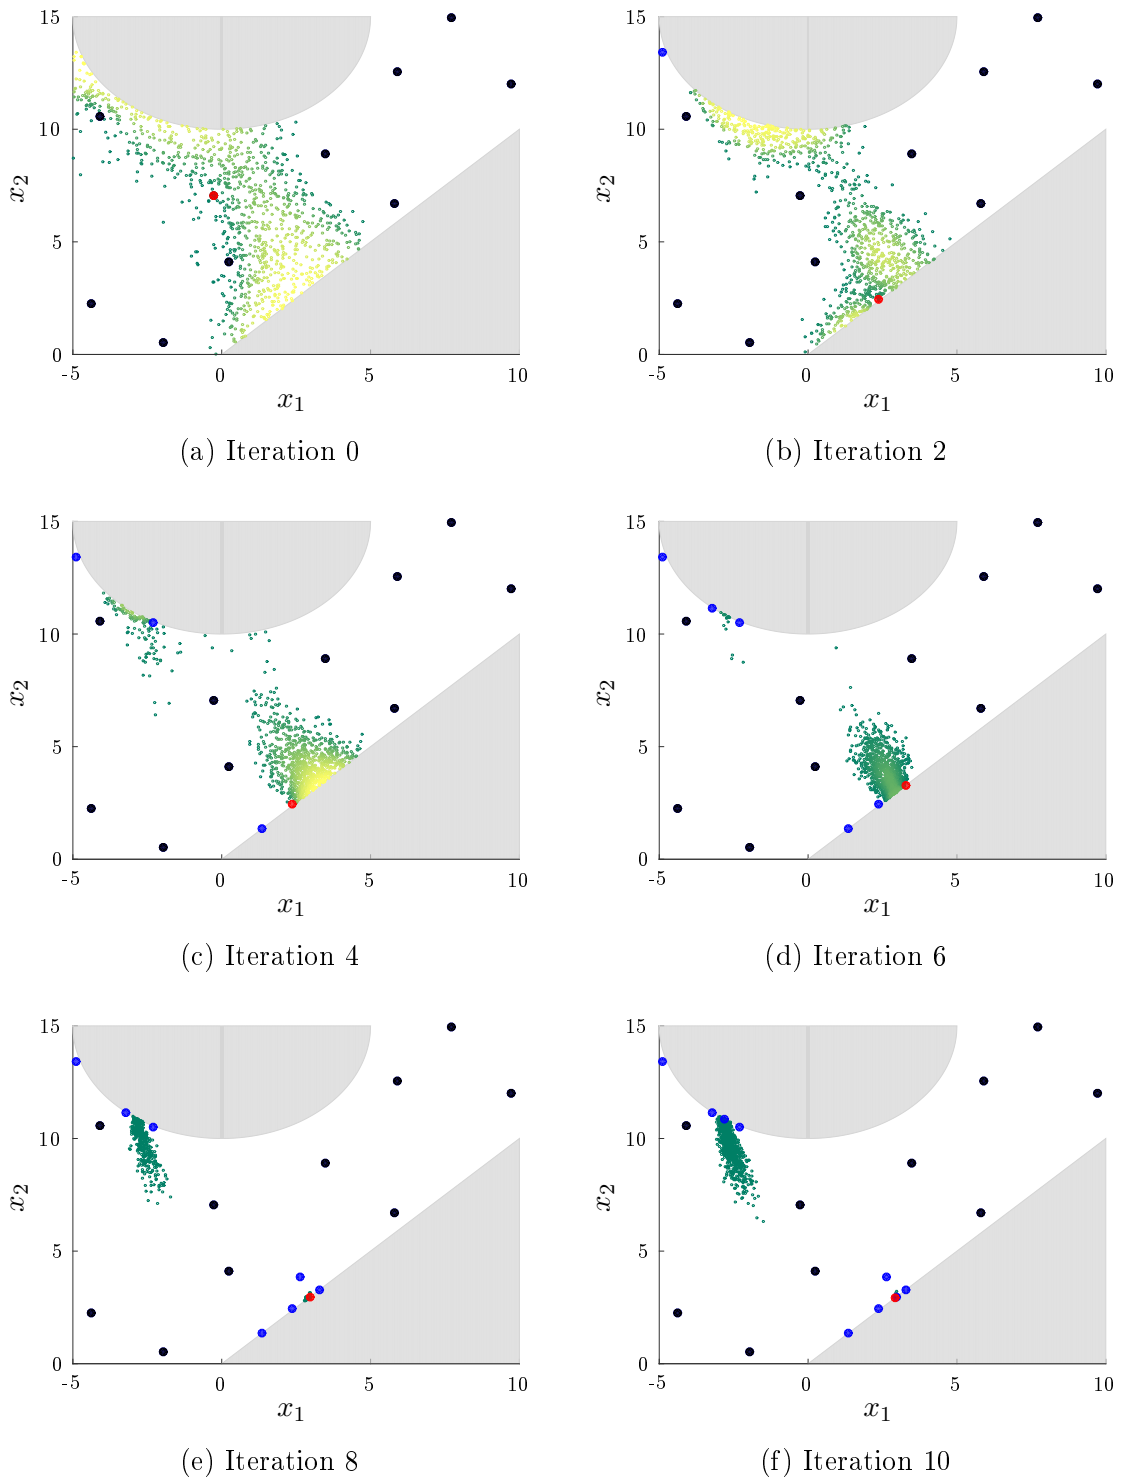 15
10
5
0
-5 0 5 10
x₂
x₁
(a) Iteration 0
15
10
5
0
-5 0 5 10
x₂
x₁
(b) Iteration 2
15
10
5
0
-5 0 5 10
x₂
x₁
(c) Iteration 4
15
10
5
0
-5 0 5 10
x₂
x₁
(d) Iteration 6
15
10
5
0
-5 0 5 10
x₂
x₁
(e) Iteration 8
15
10
5
0
-5 0 5 10
x₂
x₁
(f) Iteration 10